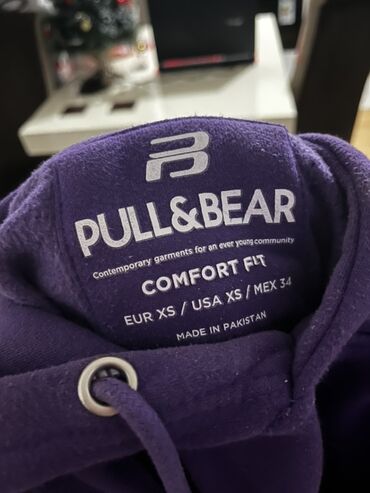 PULL&BEAR
Contemporary garments for an ever young community
COMFORT FIT
EUR XS / USA XS / MEX 34
MADE IN PAKISTAN